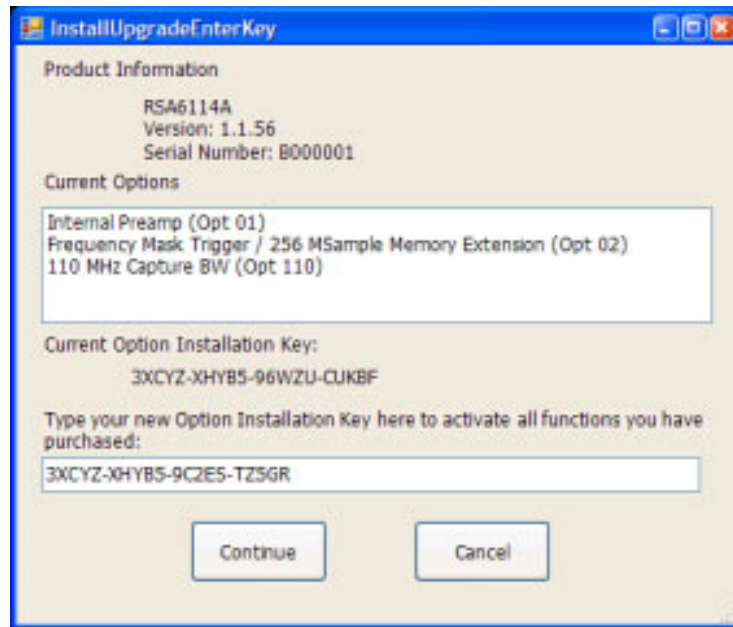 InstallUpgradeEnterKey
Product Information
RSA6114A
Version: 1.1.56
Serial Number: B000001
Current Options
Internal Preamp (Opt 01)
Frequency Mask Trigger / 256 MSample Memory Extension (Opt 02)
110 MHz Capture BW (Opt 110)
Current Option Installation Key:
3XCYZ-XHYB5-96WZU-CUKBF
Type your new Option Installation Key here to activate all functions you have
purchased:
3XCYZ-XHYB5-9C2E5-TZ5GR
Continue
Cancel